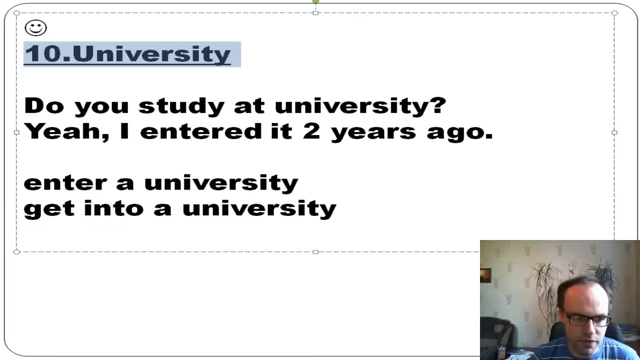 10.University
Do you study at university?
Yeah, I entered it 2 years ago.
enter a university
get into a university